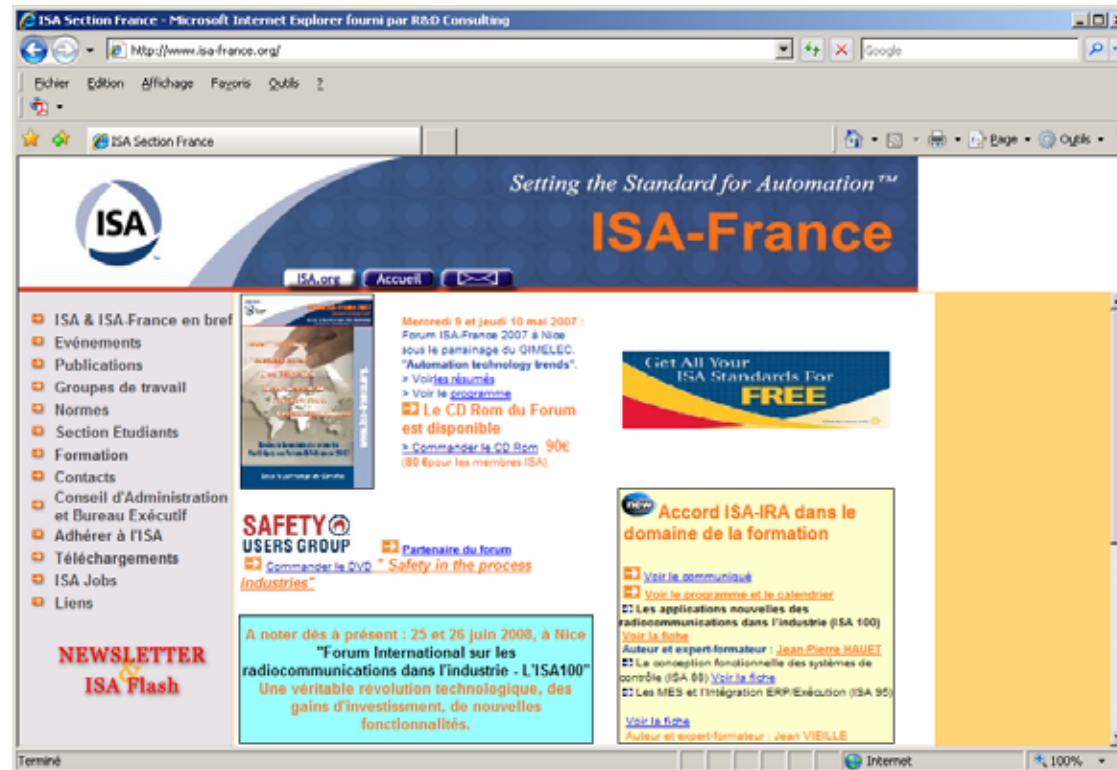 ISA Section France - Microsoft Internet Explorer fourni par R&D Consulting
http://www.isa-france.org/
Google
Fichier Edition Affichage Favoris Outils ?
ISA Section France
Page Outils
Setting the Standard for Automation™
ISA
ISA-France
ISA.org Accueil
ISA & ISA-France en bref
Evénements
Publications
Groupes de travail
Normes
Section Etudiants
Formation
Contacts
Conseil d'Administration
et Bureau Exécutif
Adhérer à l'ISA
Téléchargements
ISA Jobs
Liens
NEWSLETTER
&
ISA Flash
www.isa-france.org
Mercredi 9 et jeudi 10 mai 2007 :
Forum ISA-France 2007 à Nice
sous le parrainage du GIMELEC.
"Automation technology trends".
> Voir les résumés
> Voir le programme
Le CD Rom du Forum
est disponible
> Commander le CD Rom 90€
(80 €pour les membres ISA)
SAFETY
USERS GROUP
Partenaire du forum
Commander le DVD " Safety in the process
industries"
A noter dès à présent : 25 et 26 juin 2008, à Nice
"Forum International sur les
radiocommunications dans l'industrie - L'ISA100"
Une véritable révolution technologique, des
gains d'investissment, de nouvelles
fonctionnalités.
Get All Your
ISA Standards For
FREE
new Accord ISA-IRA dans le
domaine de la formation
Voir le communiqué
Voir le programme et le calendrier
Les applications nouvelles des
radiocommunications dans l'industrie (ISA 100)
Voir la fiche
Auteur et expert-formateur : Jean-Pierre HAUET
La conception fonctionnelle des systèmes de
contrôle (ISA 88) Voir la fiche
Les MES et l'Intégration ERP/Exécution (ISA 95)
Voir la fiche
Auteur et expert-formateur : Jean VIEILLE
Terminé
Internet
100%